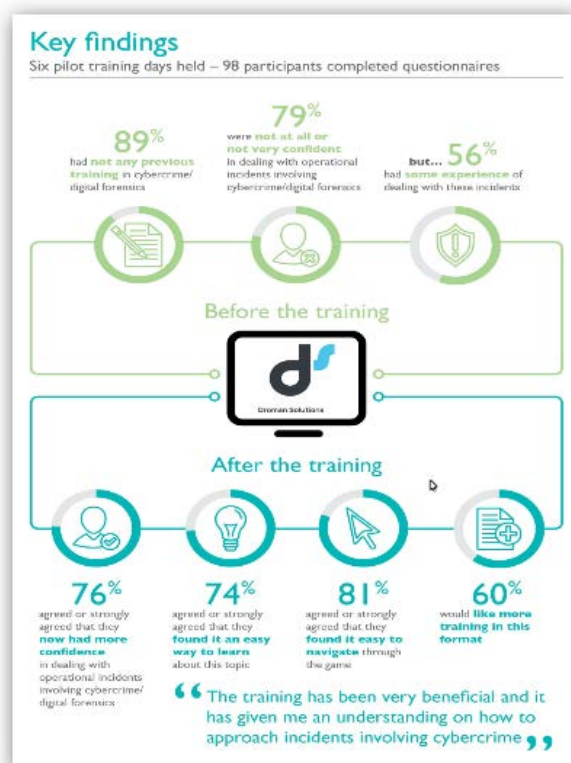 Key findings
Six pilot training days held – 98 participants completed questionnaires
89%
had not any previous
training in cybercrime/
digital forensics
79%
were not at all or
not very confident
in dealing with operational
incidents involving
cybercrime/digital forensics
but... 56%
had some experience of
dealing with these incidents
Before the training
ds
Droman Solutions
After the training
76%
agreed or strongly
agreed that they
now had more
confidence
in dealing with
operational incidents
involving cybercrime/
digital forensics
74%
agreed or strongly
agreed that they
found it an easy
way to learn
about this topic
81%
agreed or strongly
agreed that they
found it easy to
navigate through
the game
60%
would like more
training in this
format
“ The training has been very beneficial and it
has given me an understanding on how to
approach incidents involving cybercrime ”